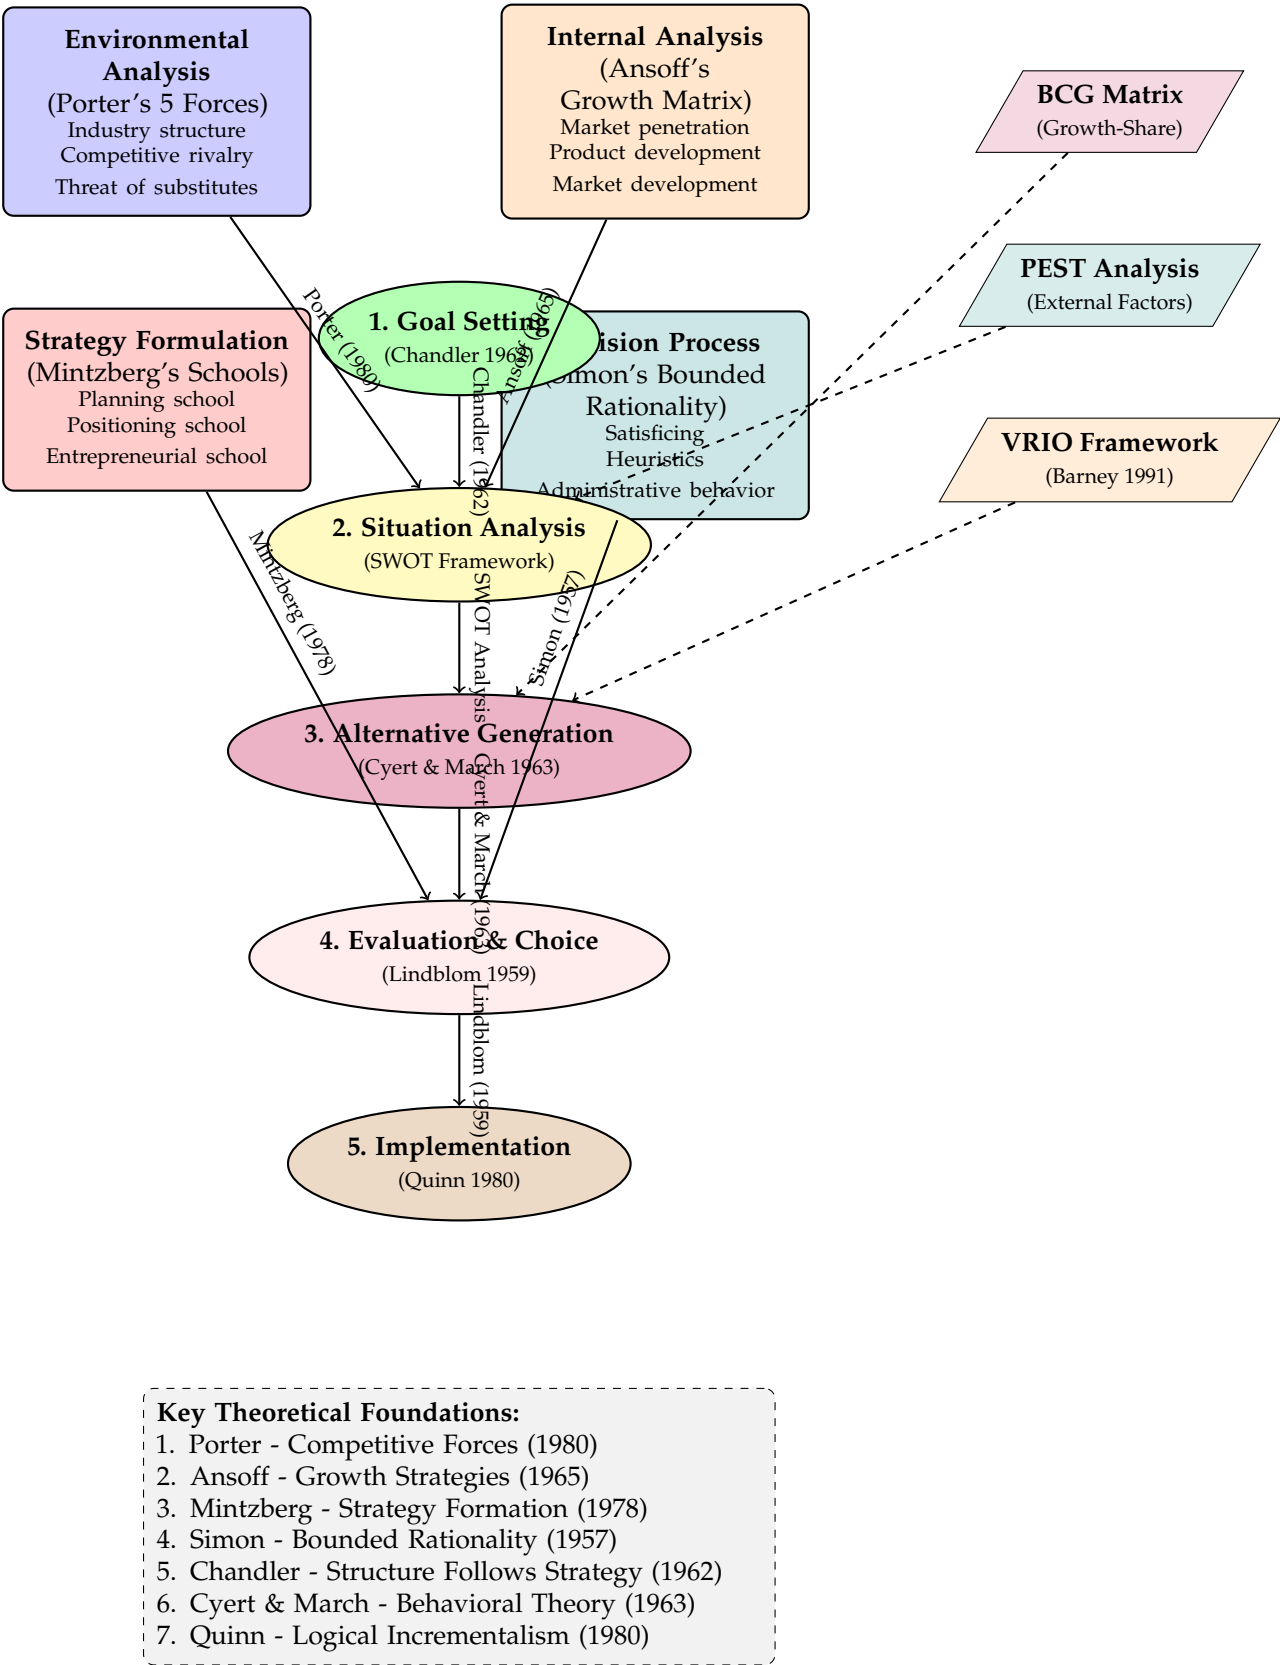 Environmental
Analysis
(Porter's 5 Forces)
Industry structure
Competitive rivalry
Threat of substitutes
Internal Analysis
(Ansoff's
Growth Matrix)
Market penetration
Product development
Market development
BCG Matrix
(Growth-Share)
PEST Analysis
(External Factors)
VRIO Framework
(Barney 1991)
Strategy Formulation
(Mintzberg's Schools)
Planning school
Positioning school
Entrepreneurial school
1. Goal Setting
(Chandler 1962)
Process
(Simon's Bounded
Rationality)
Satisficing
Heuristics
Administrative behavior
Porter (1980)
Ansoff (1965)
Chandler (1962)
2. Situation Analysis
(SWOT Framework)
Mintzberg (1978)
SWOT Analysis
Simon (1957)
3. Alternative Generation
(Cyert & March 1963)
Cyert & March (1963)
4. Evaluation & Choice
(Lindblom 1959)
Lindblom (1959)
5. Implementation
(Quinn 1980)
Key Theoretical Foundations:
1. Porter - Competitive Forces (1980)
2. Ansoff - Growth Strategies (1965)
3. Mintzberg - Strategy Formation (1978)
4. Simon - Bounded Rationality (1957)
5. Chandler - Structure Follows Strategy (1962)
6. Cyert & March - Behavioral Theory (1963)
7. Quinn - Logical Incrementalism (1980)